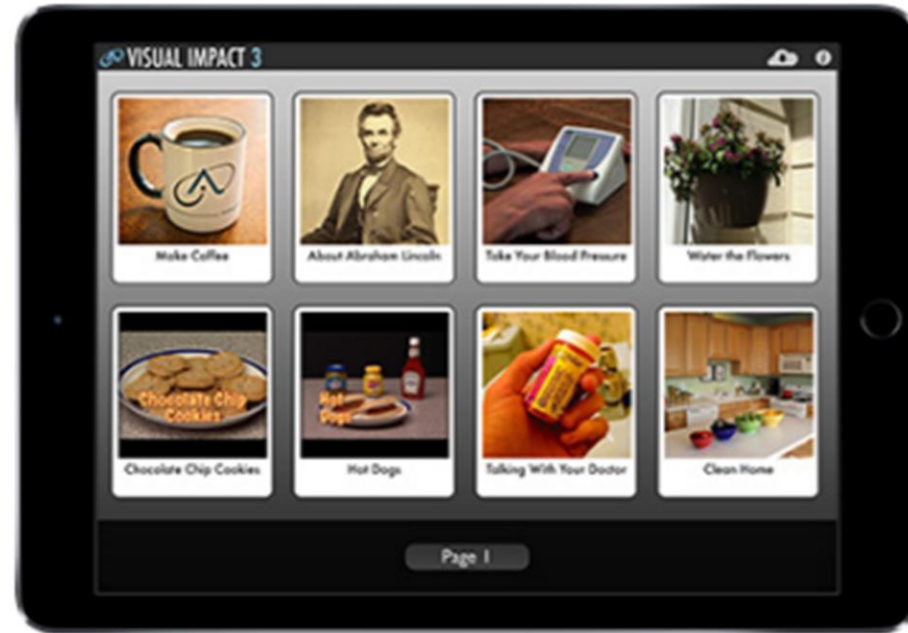 VISUAL IMPACT 3
Make Coffee
About Abraham Lincoln
Take Your Blood Pressure
Water the Flowers
Chocolate Chip
Cookies
Hot
Dogs
Chocolate Chip Cookies
Hot Dogs
Talking With Your Doctor
Clean Home
Page 1